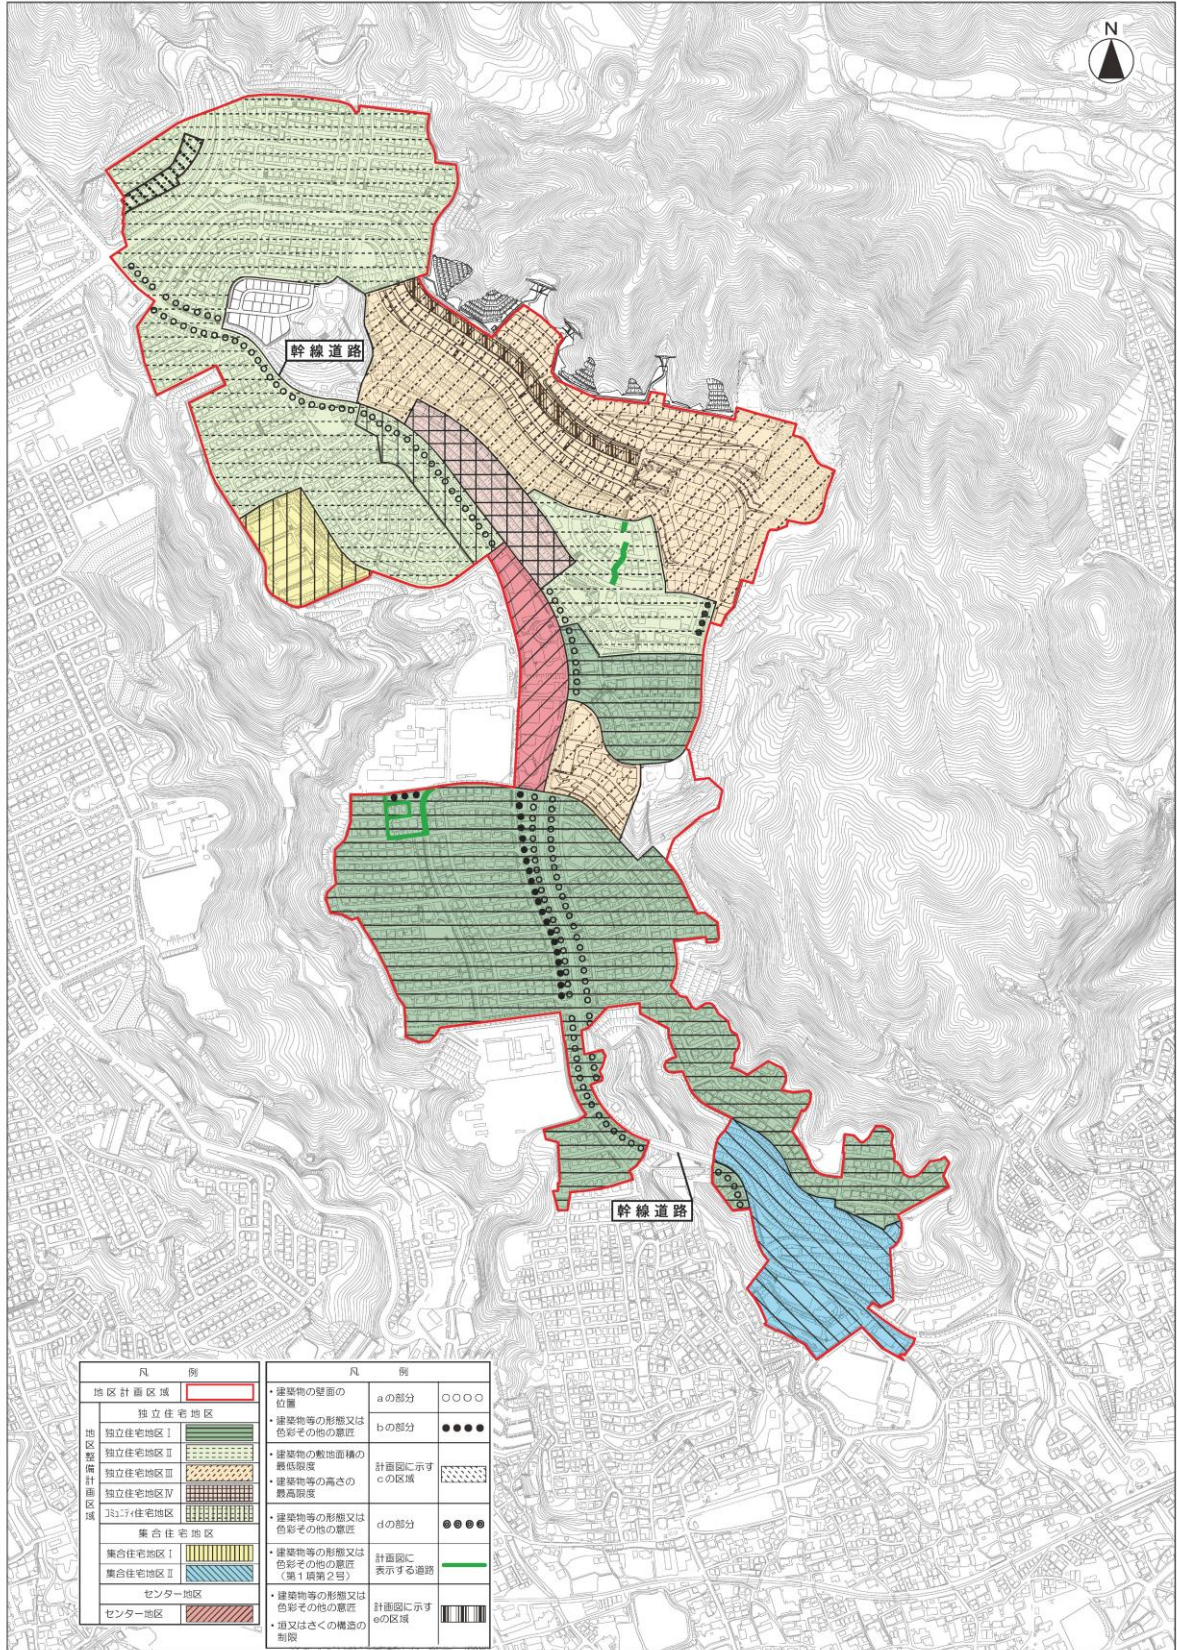 N
幹線道路
幹線道路
凡 例
地区計画区域
地区整備計画区域
独立住宅地区
独立住宅地区Ⅰ
独立住宅地区Ⅱ
独立住宅地区Ⅲ
独立住宅地区Ⅳ
コミュニティ住宅地区
集合住宅地区
集合住宅地区Ⅰ
集合住宅地区Ⅱ
センター地区
センター地区
凡 例
・建築物の壁面の
位置
aの部分
・建築物等の形態又は
色彩その他の意匠
bの部分
・建築物の敷地面積の
最低限度
・建築物等の高さの
最高限度
計画図に示す
cの区域
・建築物等の形態又は
色彩その他の意匠
dの部分
・建築物等の形態又は
色彩その他の意匠
(第1項第2号)
計画図に
表示する道路
・建築物等の形態又は
色彩その他の意匠
・垣又はさくの構造の
制限
計画図に示す
eの区域